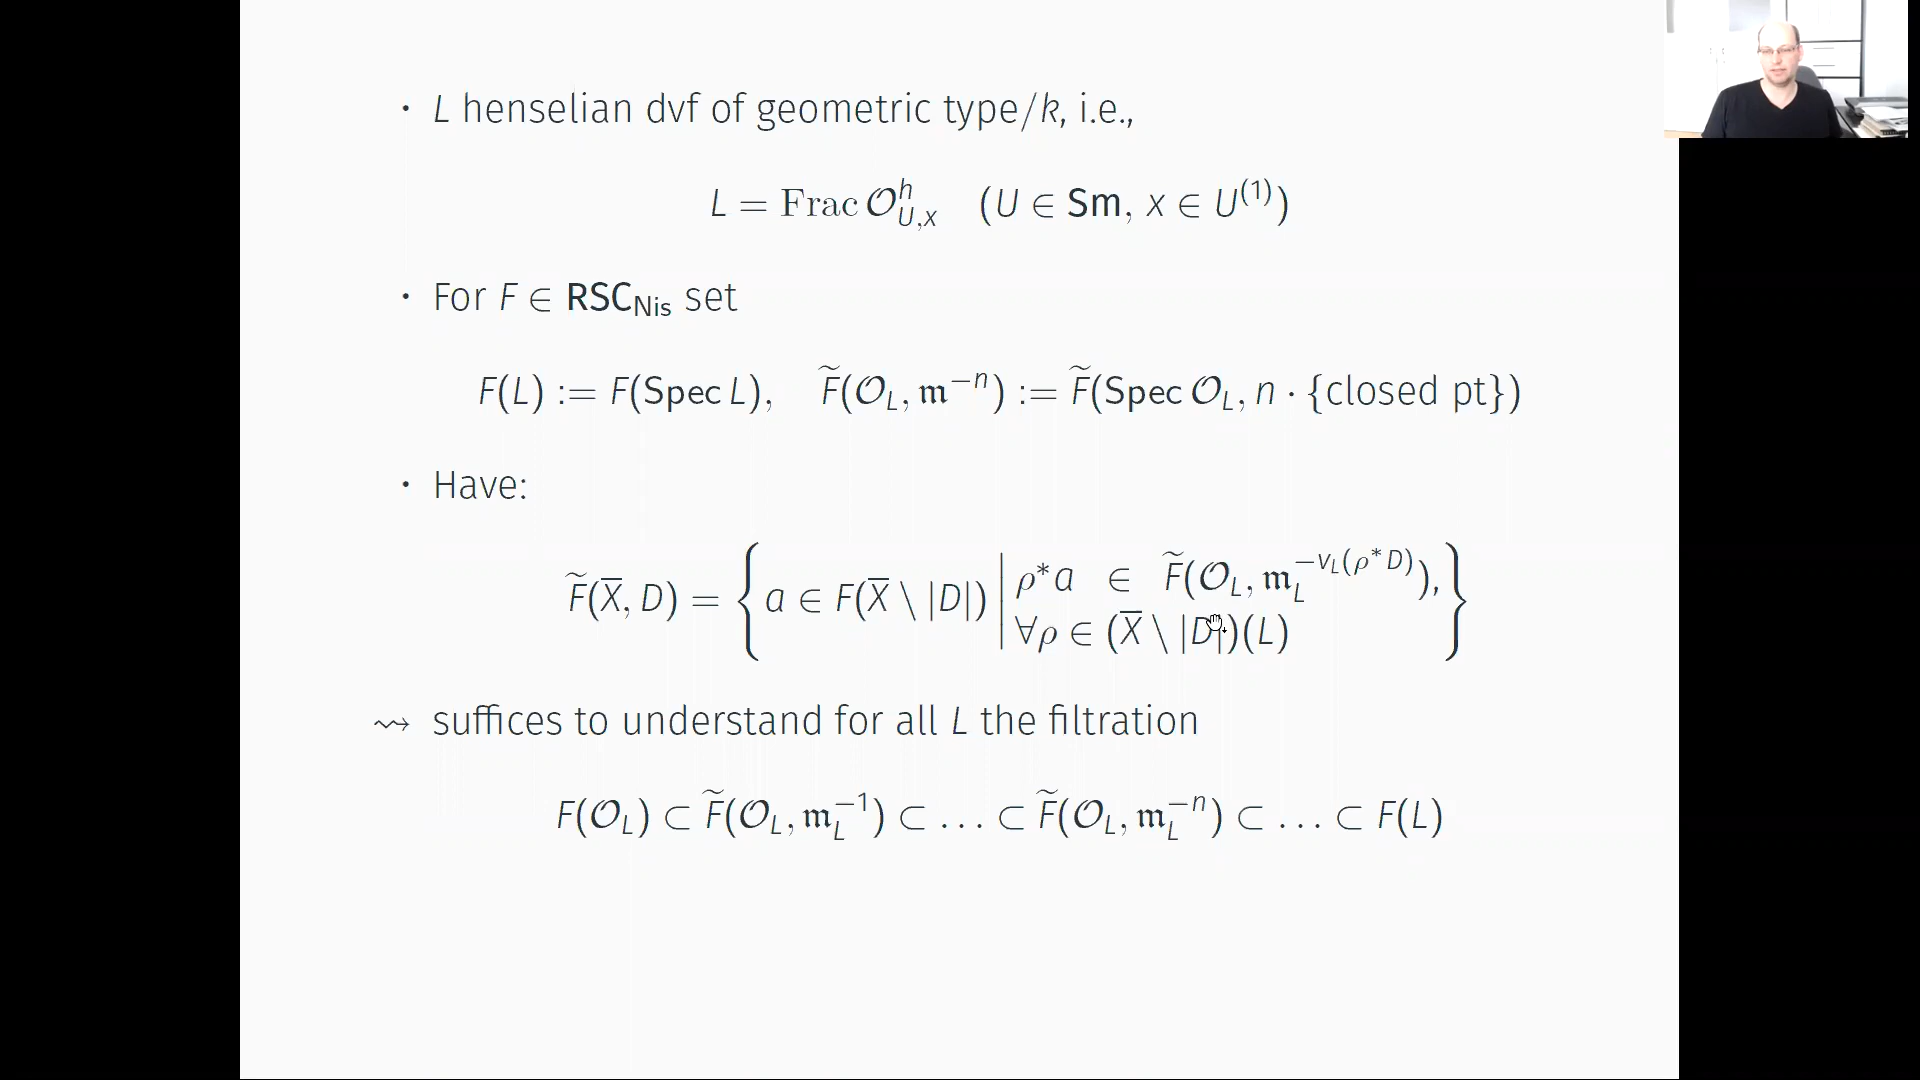 • L henselian dvf of geometric type/k, i.e.,
L = Frac 𝒪^h_{U,x} (U ∈ Sm, x ∈ U^{(1)})
• For F ∈ RSC_{Nis} set
F(L) := F(Spec L), F̃(𝒪_L, 𝔪^{−n}) := F̃(Spec 𝒪_L, n · {closed pt})
• Have:
F̃(X̅, D) = { a ∈ F(X̅ \ |D|) | ρ*a ∈ F̃(𝒪_L, 𝔪_L^{−v_L(ρ*D)}),
∀ρ ∈ (X̅ \ |D|)(L) }
⇝ suffices to understand for all L the filtration
F(𝒪_L) ⊂ F̃(𝒪_L, 𝔪_L^{−1}) ⊂ … ⊂ F̃(𝒪_L, 𝔪_L^{−n}) ⊂ … ⊂ F(L)